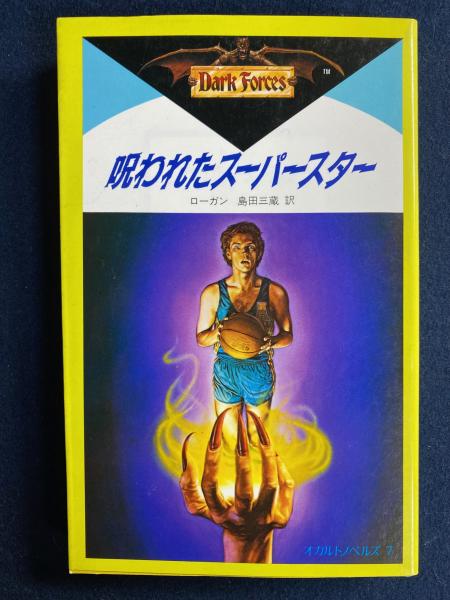 Dark Forces
TM
呪われたスーパースター
ローガン 島田三蔵 訳
オカルトノベルズ 7